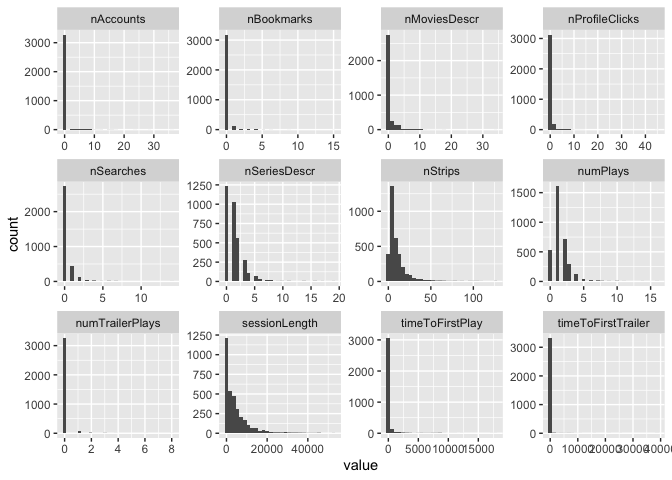 nAccounts
nBookmarks
nMoviesDescr
nProfileClicks
3000
2000
1000
0
0 10 20 30
3000
2000
1000
0
0 5 10 15
2000
1000
0
0 10 20 30
3000
2000
1000
0
0 10 20 30 40
nSearches
nSeriesDescr
nStrips
numPlays
2000
1000
0
0 5 10
1250
1000
750
500
250
0
0 5 10 15 20
1000
500
0
0 50 100
1500
1000
500
0
0 5 10 15
numTrailerPlays
sessionLength
timeToFirstPlay
timeToFirstTrailer
3000
2000
1000
0
0 2 4 6 8
1250
1000
750
500
250
0
0 20000 40000
3000
2000
1000
0
0 5000 10000 15000
3000
2000
1000
0
0 10000 20000 30000 40000
count
value